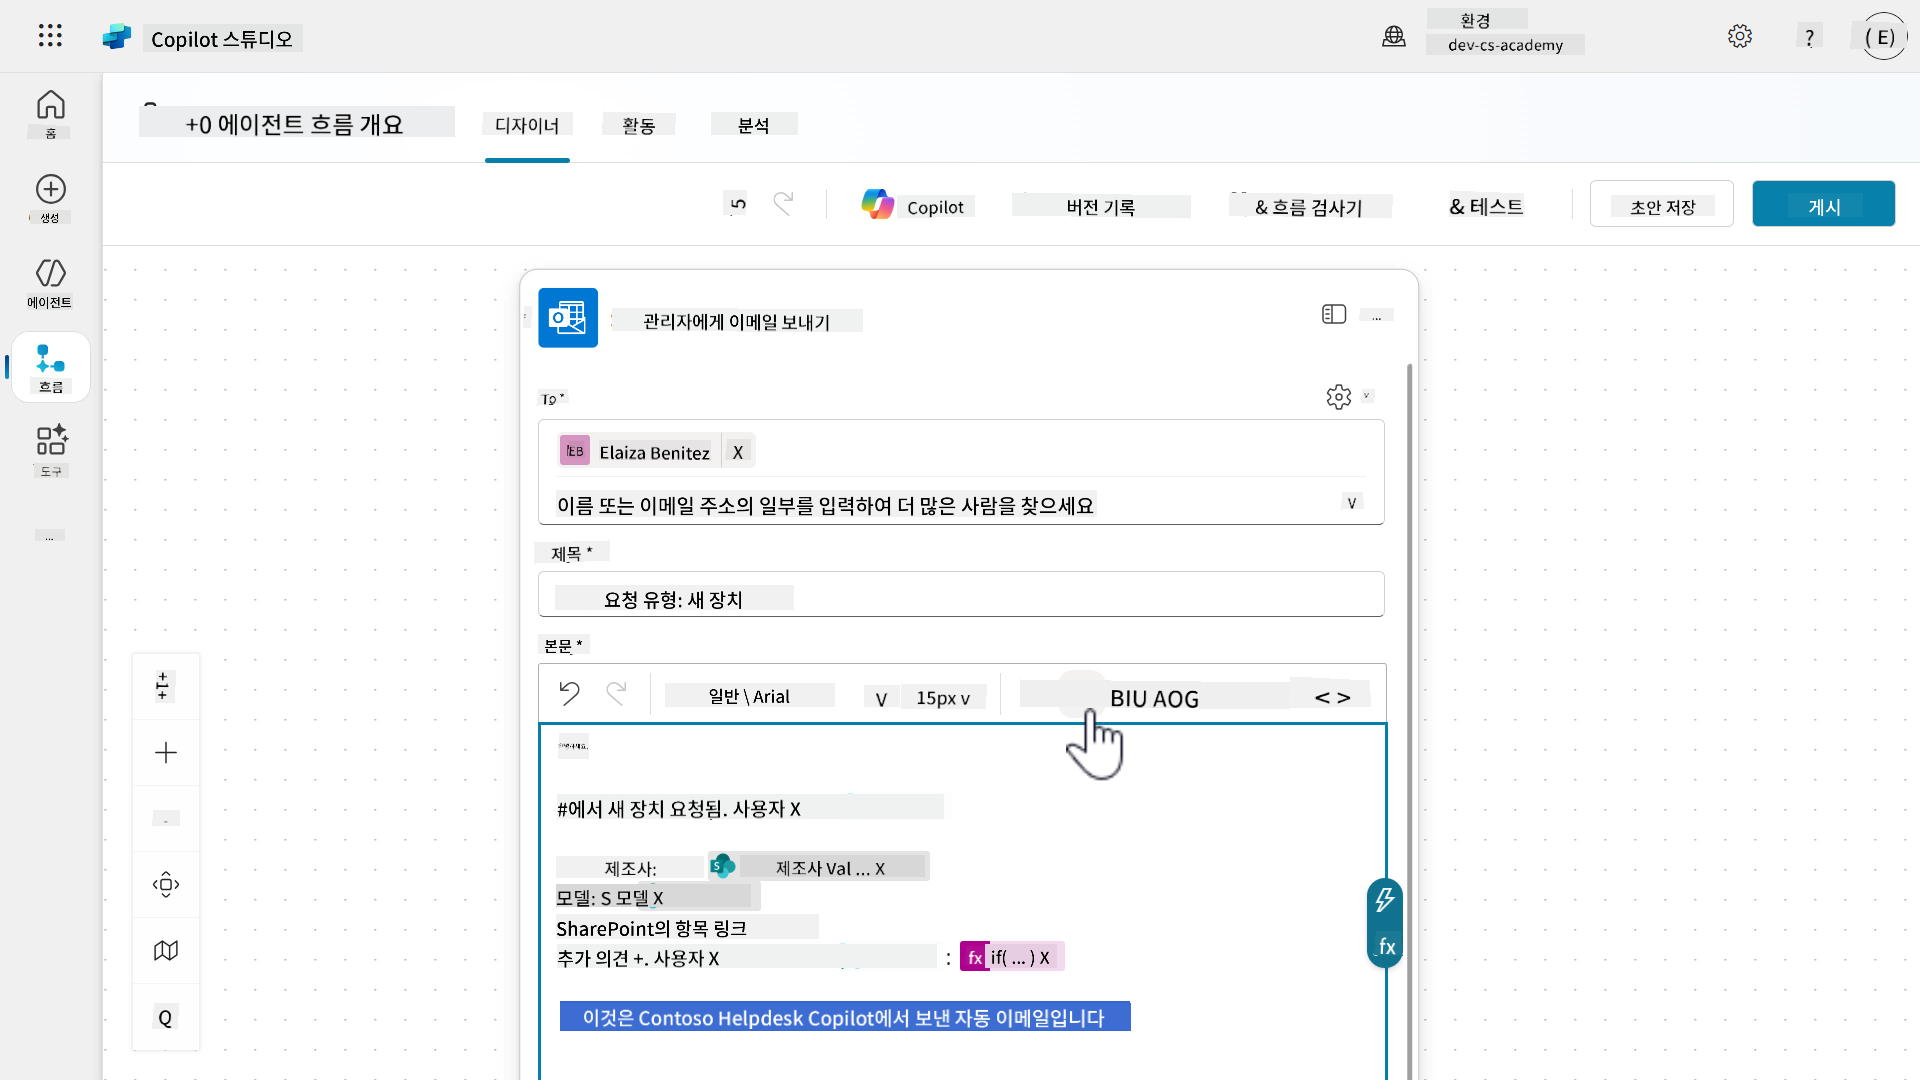 Copilot 스튜디오
환경
dev-cs-academy
?
( E)
홈
생성
에이전트
흐름
도구
...
+0 에이전트 흐름 개요
디자이너
활동
분석
5
Copilot
버전 기록
& 흐름 검사기
& 테스트
초안 저장
게시
관리자에게 이메일 보내기
...
To *
EB Elaiza Benitez X
이름 또는 이메일 주소의 일부를 입력하여 더 많은 사람을 찾으세요 V
제목 *
요청 유형: 새 장치
본문 *
일반 \ Arial V 15px v BIU AOG < >
#에서 새 장치 요청됨. 사용자 X
제조사: S 제조사 Val ... X
모델: S 모델 X
SharePoint의 항목 링크
추가 의견 +. 사용자 X : fx if( ... ) X
이것은 Contoso Helpdesk Copilot에서 보낸 자동 이메일입니다
fx
Q